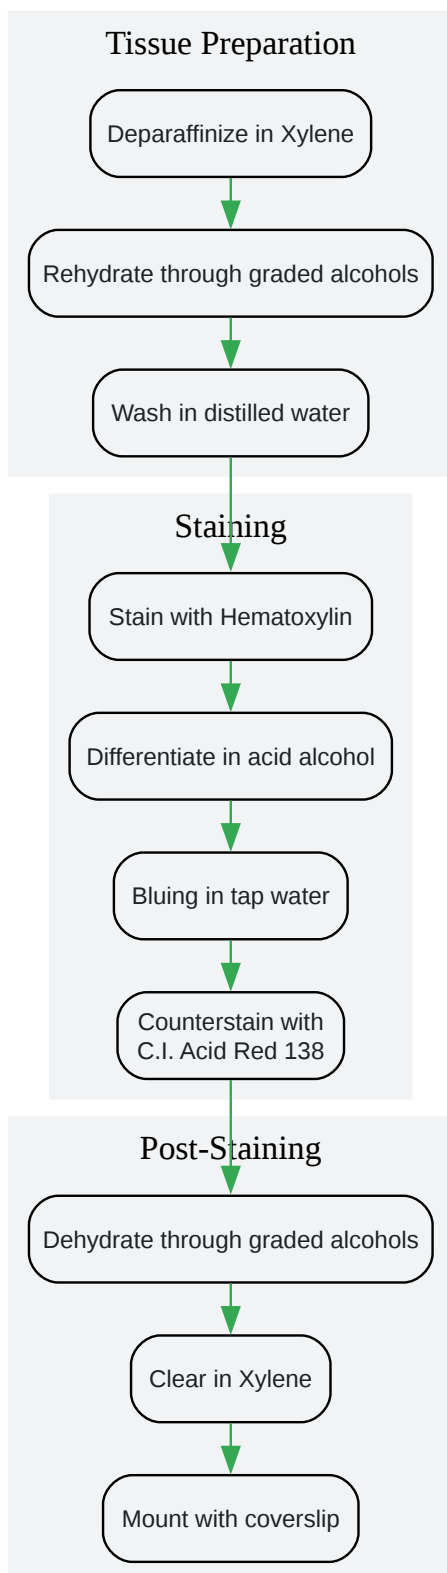 Tissue Preparation
Deparaffinize in Xylene
Rehydrate through graded alcohols
Wash in distilled water
Staining
Stain with Hematoxylin
Differentiate in acid alcohol
Bluing in tap water
Counterstain with
C.I. Acid Red 138
Post-Staining
Dehydrate through graded alcohols
Clear in Xylene
Mount with coverslip